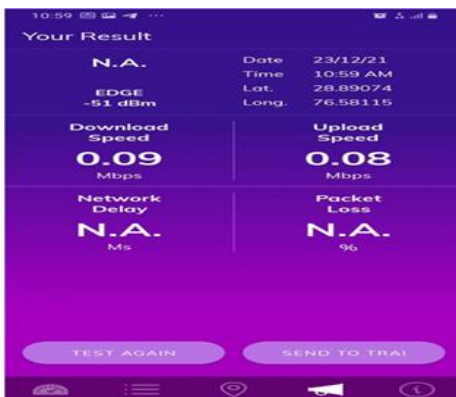 10:59
Your Result
N.A.
EDGE
-51 dBm
Date 23/12/21
Time 10:59 AM
Lat. 28.89074
Long. 76.58115
Download Speed
0.09
Mbps
Upload Speed
0.08
Mbps
Network Delay
N.A.
Ms
Packet Loss
N.A.
%
TEST AGAIN
SEND TO TRAI